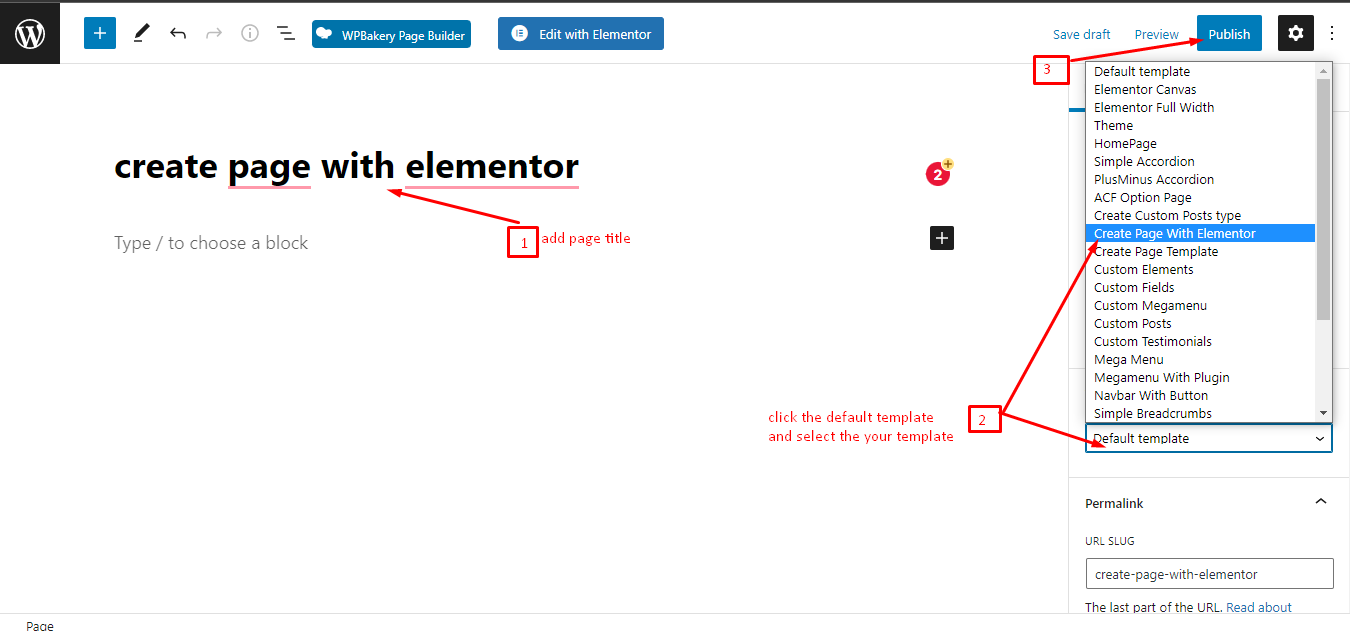 WPBakery Page Builder
Edit with Elementor
Save draft
Preview
Publish
3
Default template
Elementor Canvas
Elementor Full Width
Theme
HomePage
Simple Accordion
PlusMinus Accordion
ACF Option Page
Create Custom Posts type
Create Page With Elementor
Create Page Template
Custom Elements
Custom Fields
Custom Megamenu
Custom Posts
Custom Testimonials
Mega Menu
Megamenu With Plugin
Navbar With Button
Simple Breadcrumbs
Default template
create page with elementor
2
1
add page title
Type / to choose a block
click the default template
and select the your template
2
Permalink
URL SLUG
create-page-with-elementor
The last part of the URL. Read about
Page